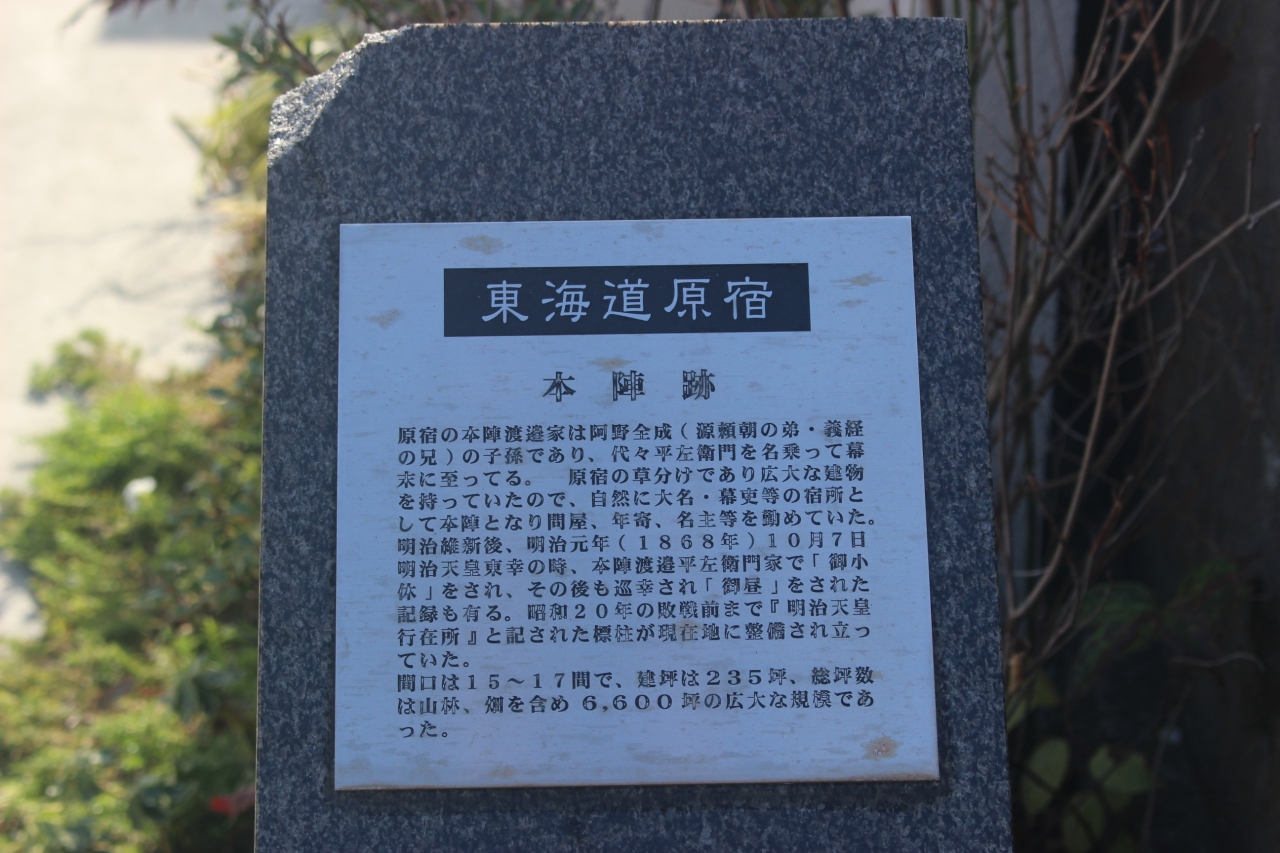 東海道原宿
本陣跡
原宿の本陣渡邉家は阿野全成(源頼朝の弟・義経
の兄)の子孫であり、代々平左衛門を名乗って幕
末に至ってる。 原宿の草分けであり広大な建物
を持っていたので、自然に大名・幕吏等の宿所と
して本陣となり問屋、年寄、名主等を勤めていた。
明治維新後、明治元年(1868年)10月7日
明治天皇東幸の時、本陣渡邉平左衛門家で「御小
休」をされ、その後も巡幸され「御昼」をされた
記録も有る。昭和20年の敗戦前まで『明治天皇
行在所』と記された標柱が現在地に整備され立っ
ていた。
間口は15～17間で、建坪は235坪、総坪数
は山林、畑を含め 6,600 坪の広大な規模であ
った。